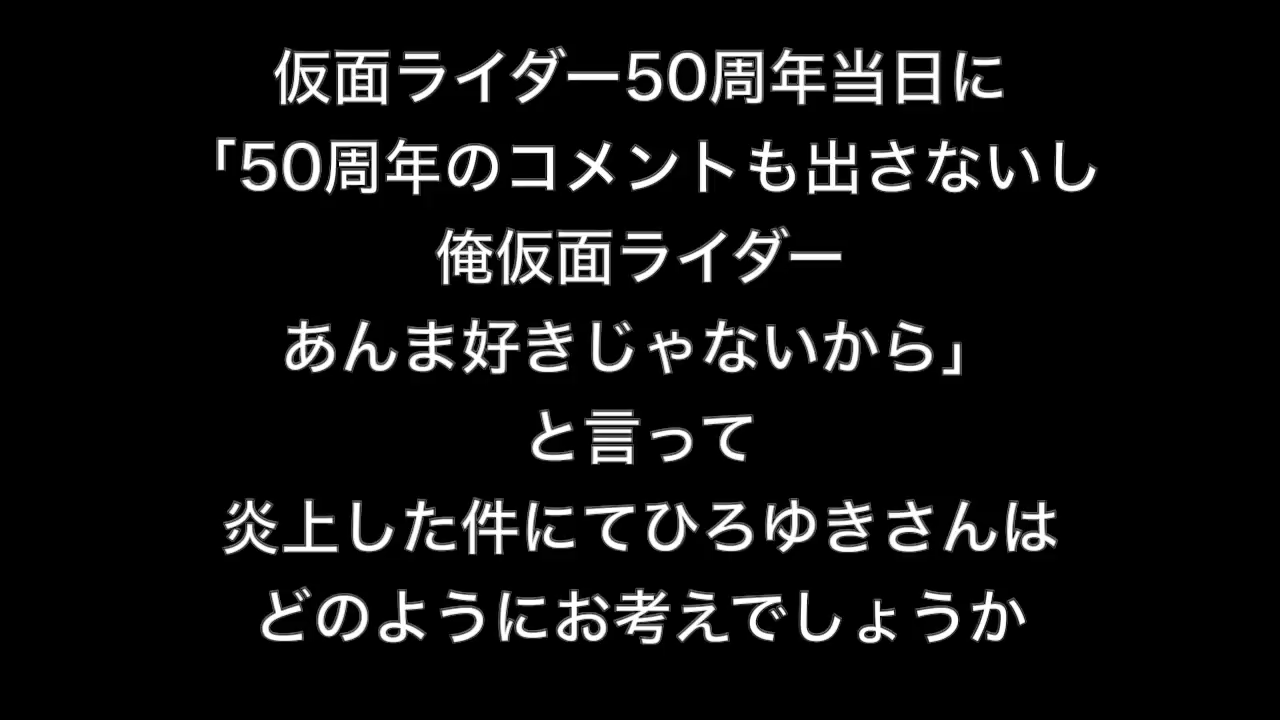 仮面ライダー50周年当日に
「50周年のコメントも出さないし
俺仮面ライダー
あんま好きじゃないから」
と言って
炎上した件にてひろゆきさんは
どのようにお考えでしょうか